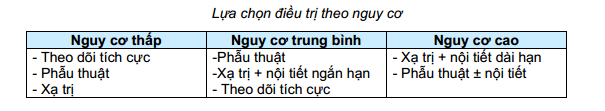 Lựa chọn điều trị theo nguy cơ
Nguy cơ thấp Nguy cơ trung bình Nguy cơ cao
- Theo dõi tích cực -Phẫu thuật - Xạ trị + nội tiết dài hạn
- Phẫu thuật -Xạ trị + nội tiết ngắn hạn - Phẫu thuật ± nội tiết
- Xạ trị - Theo dõi tích cực